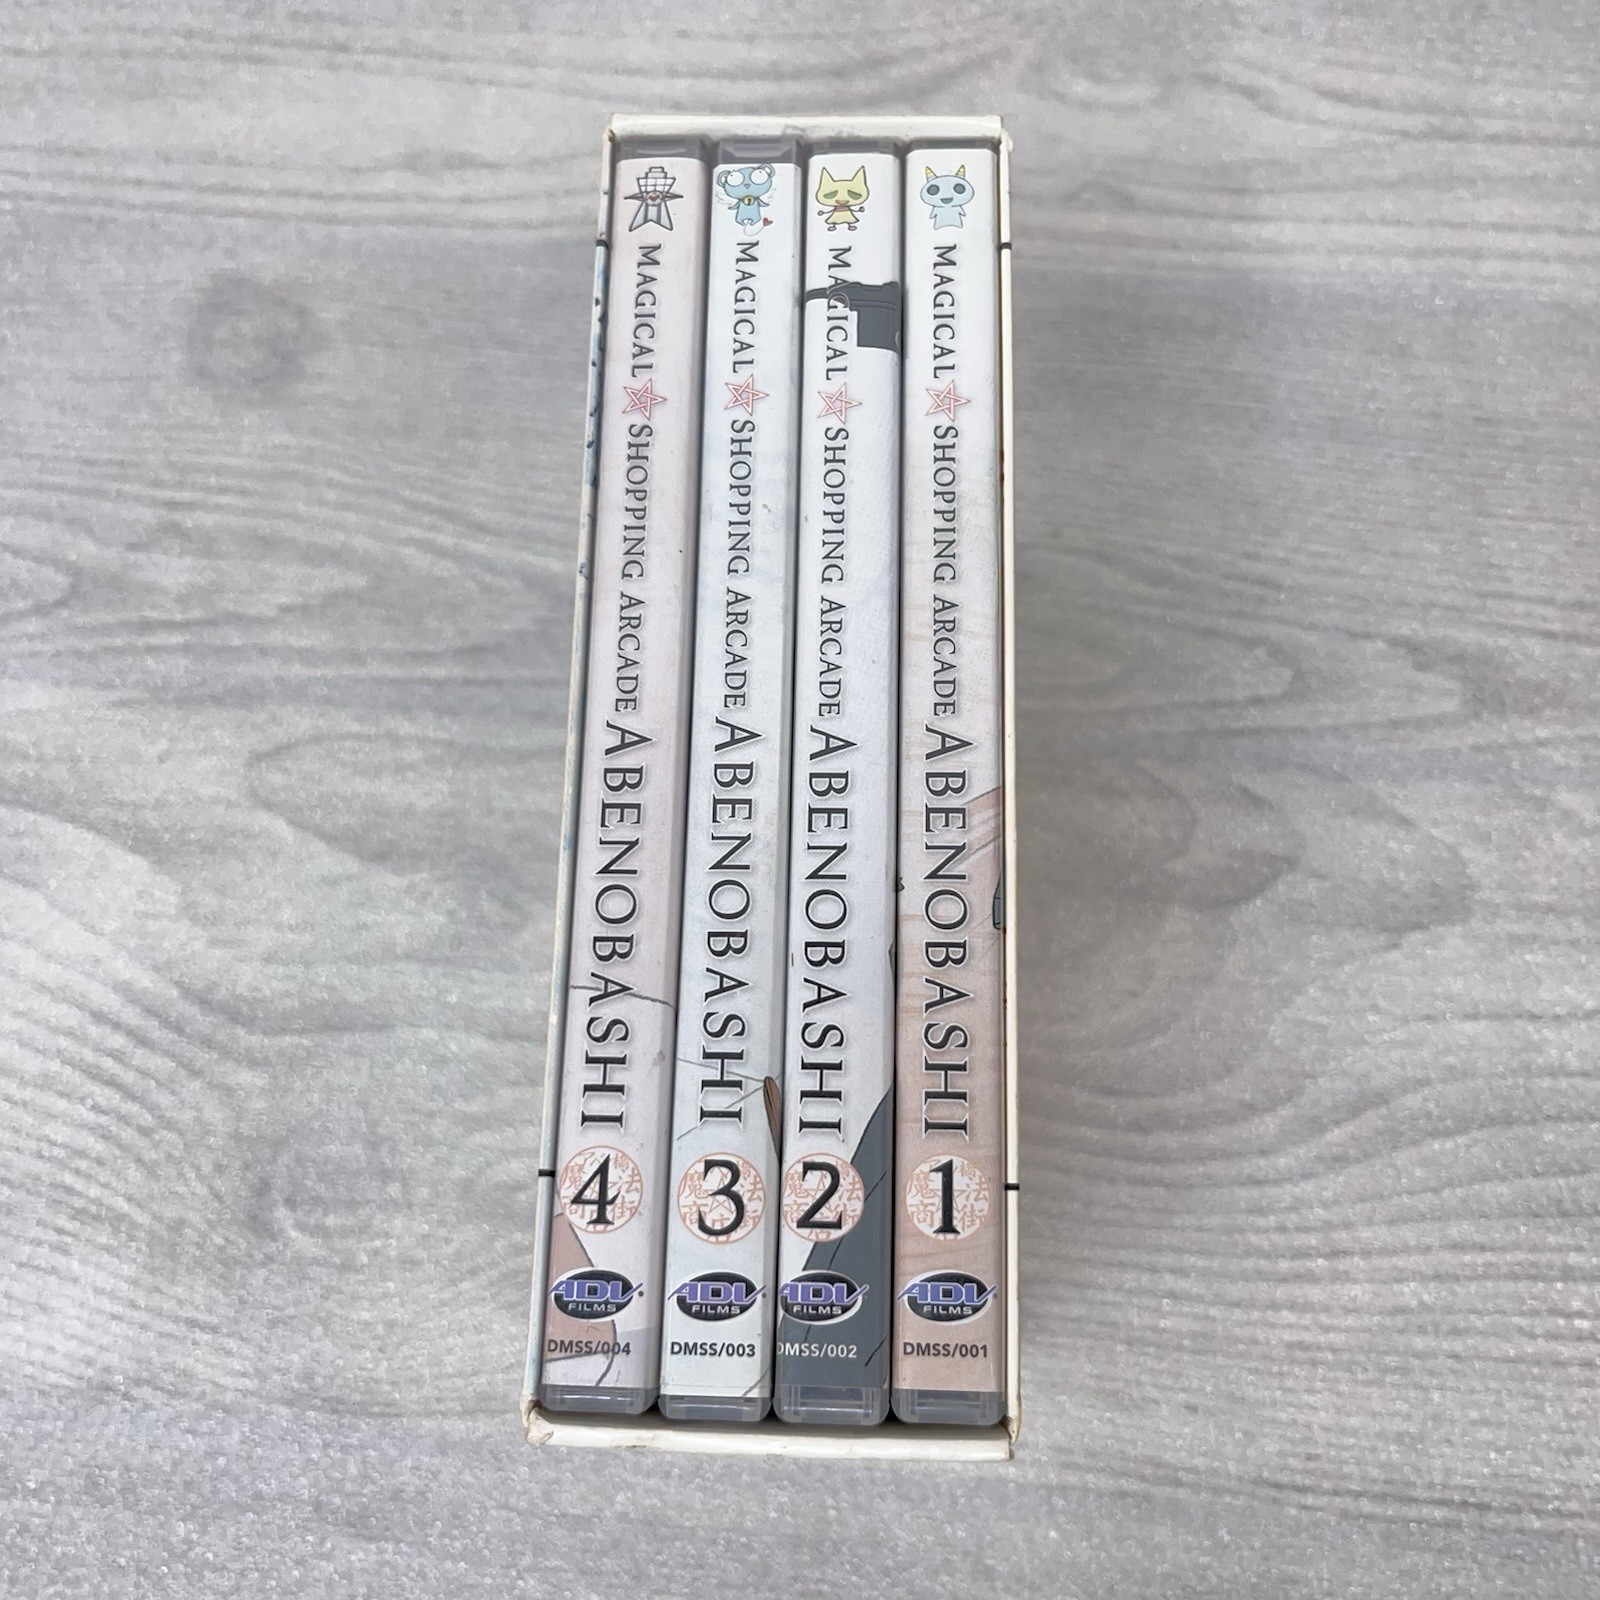 MAGICAL☆SHOPPING ARCADE ABENOBASHI
4
ADV FILMS
DMSS/004
MAGICAL☆SHOPPING ARCADE ABENOBASHI
3
ADV FILMS
DMSS/003
MAGICAL☆SHOPPING ARCADE ABENOBASHI
2
ADV FILMS
DMSS/002
MAGICAL☆SHOPPING ARCADE ABENOBASHI
1
ADV FILMS
DMSS/001